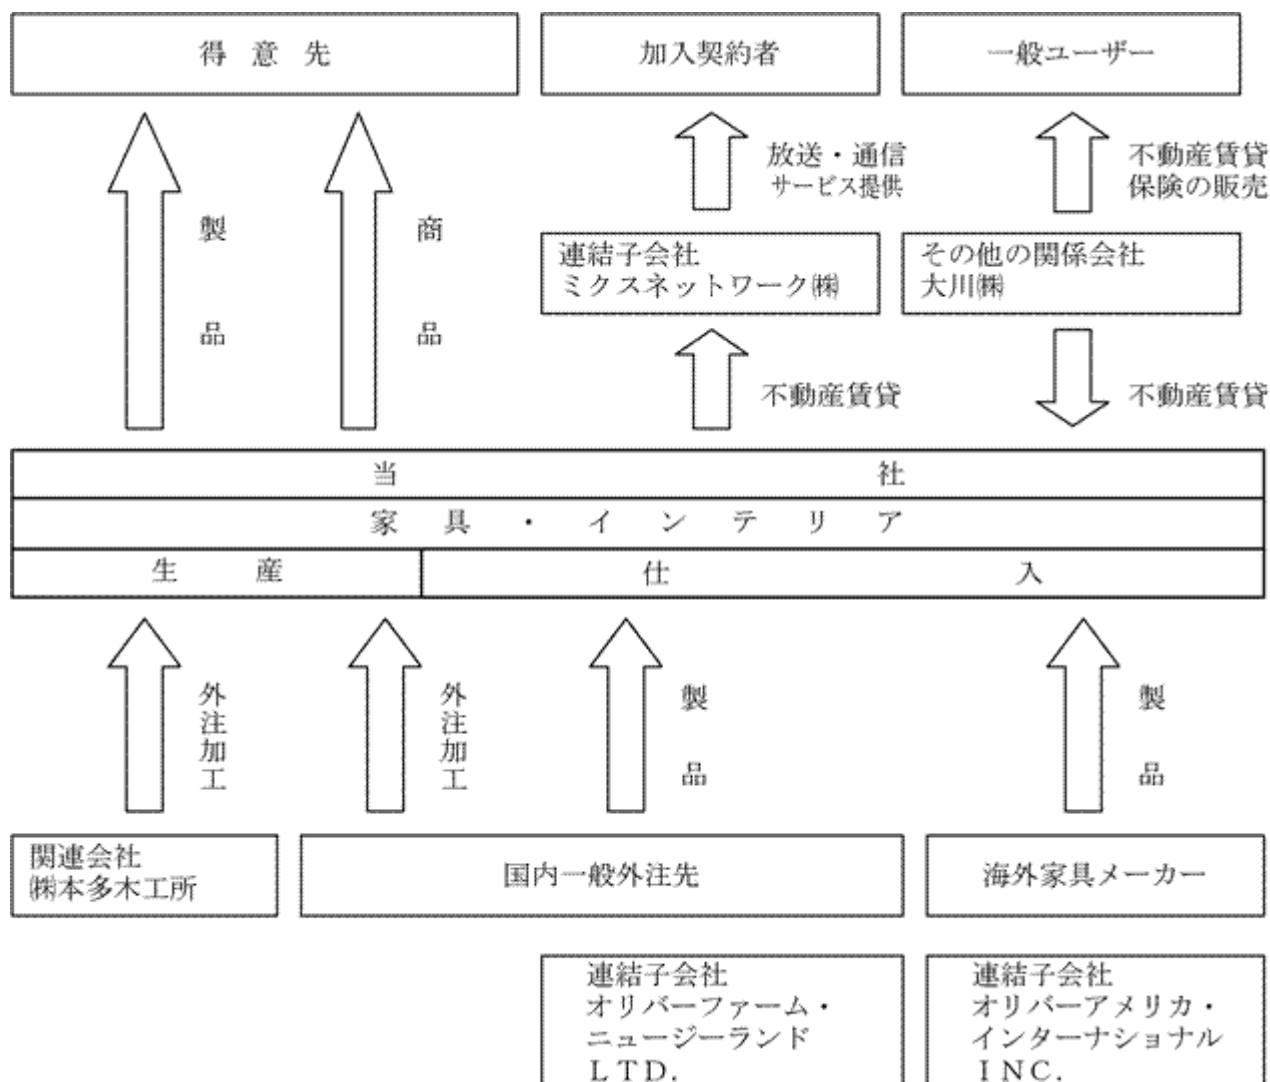 得意先
加入契約者
一般ユーザー
製品
商品
放送・通信
サービス提供
不動産賃貸
保険の販売
連結子会社
ミクスネットワーク㈱
その他の関係会社
大川㈱
不動産賃貸
不動産賃貸
当社
家具・インテリア
生産
仕入
外注加工
外注加工
製品
製品
関連会社
㈱本多木工所
国内一般外注先
海外家具メーカー
連結子会社
オリバーファーム・
ニュージーランド
ＬＴＤ．
連結子会社
オリバーアメリカ・
インターナショナル
ＩＮＣ．